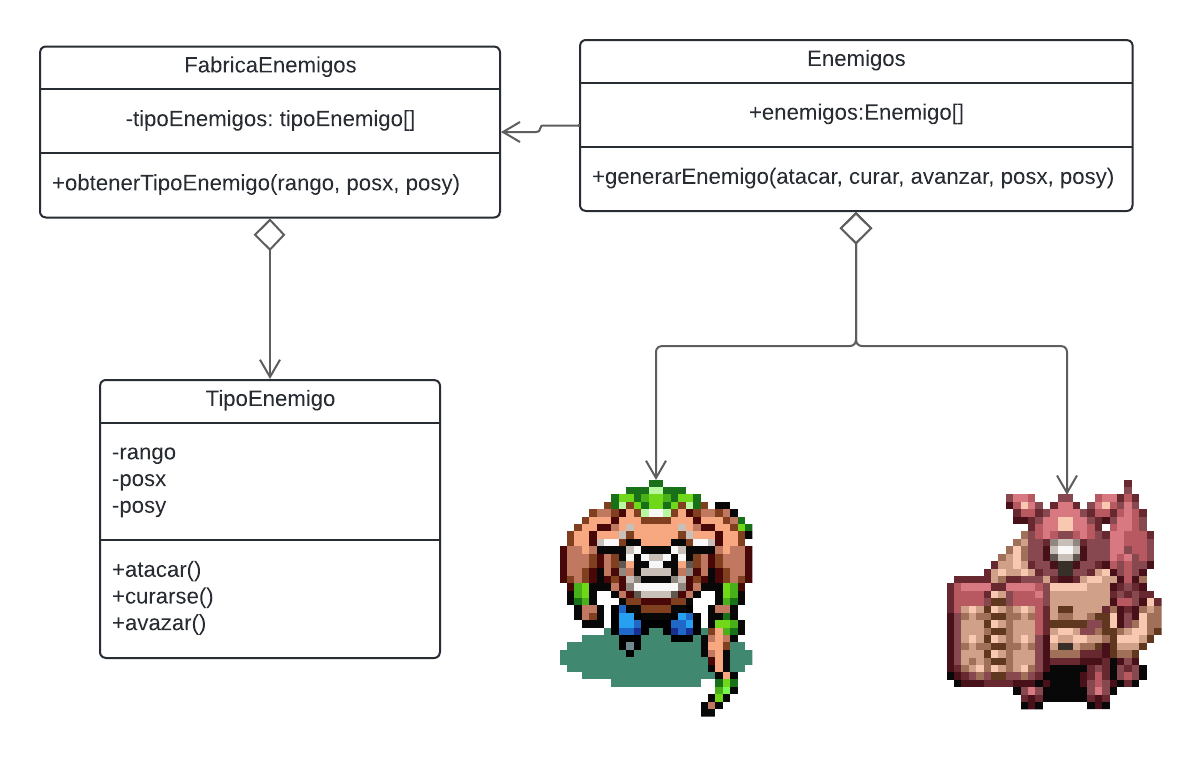 FabricaEnemigos
-tipoEnemigos: tipoEnemigo[]
+obtenerTipoEnemigo(rango, posx, posy)
Enemigos
+enemigos:Enemigo[]
+generarEnemigo(atacar, curar, avanzar, posx, posy)
TipoEnemigo
-rango
-posx
-posy
+atacar()
+curarse()
+avazar()